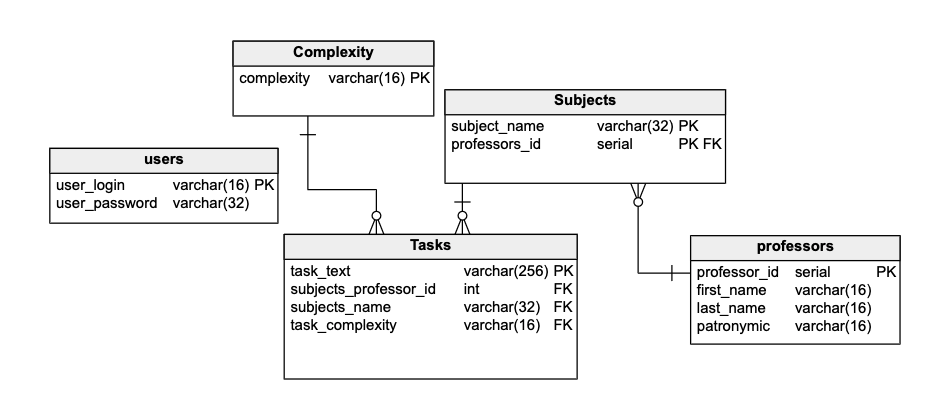 Complexity
complexity varchar(16) PK
Subjects
subject_name varchar(32) PK
professors_id serial PK FK
users
user_login varchar(16) PK
user_password varchar(32)
Tasks
task_text varchar(256) PK
subjects_professor_id int FK
subjects_name varchar(32) FK
task_complexity varchar(16) FK
professors
professor_id serial PK
first_name varchar(16)
last_name varchar(16)
patronymic varchar(16)